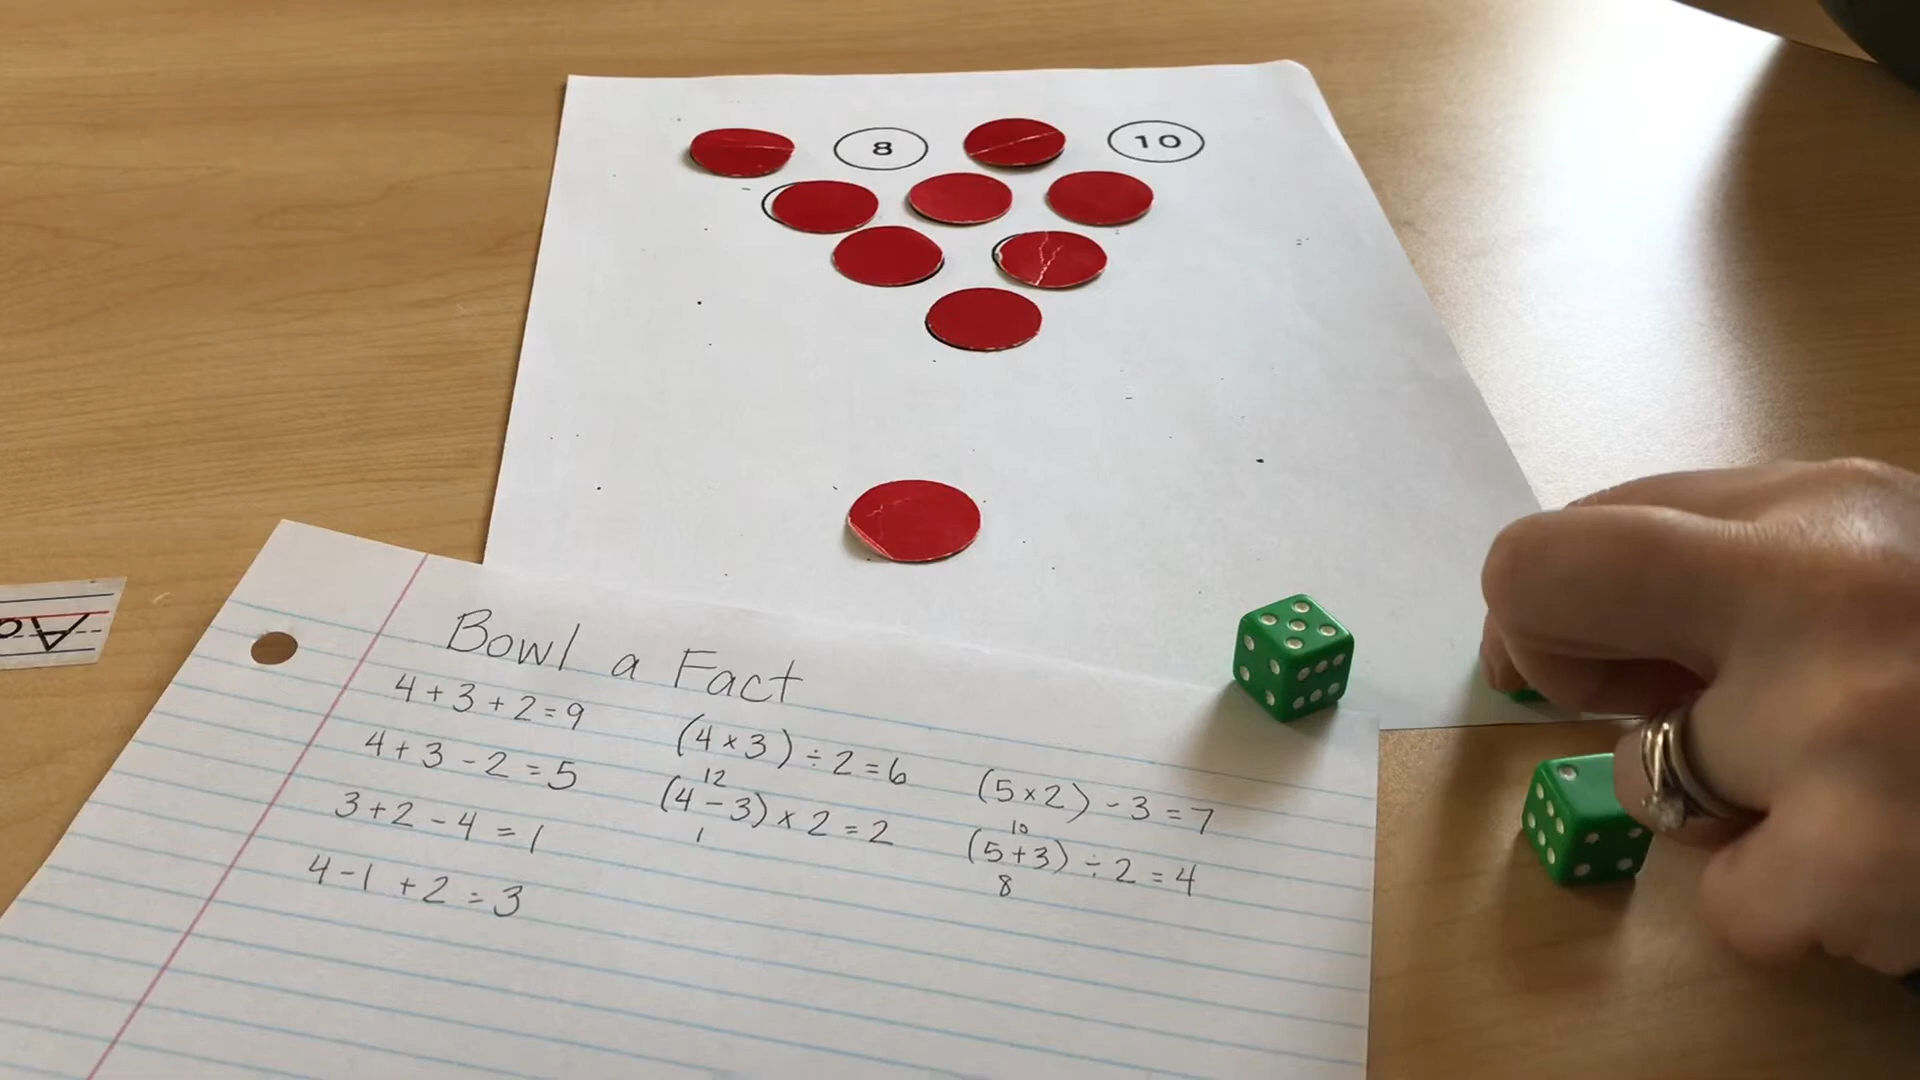 8 10
Bowl a Fact
4 + 3 + 2 = 9
4 + 3 - 2 = 5
3 + 2 - 4 = 1
4 - 1 + 2 = 3
(4 × 3) ÷ 2 = 6
12
(4 - 3) × 2 = 2
1
(5 × 2) - 3 = 7
10
(5 + 3) ÷ 2 = 4
8
Aa